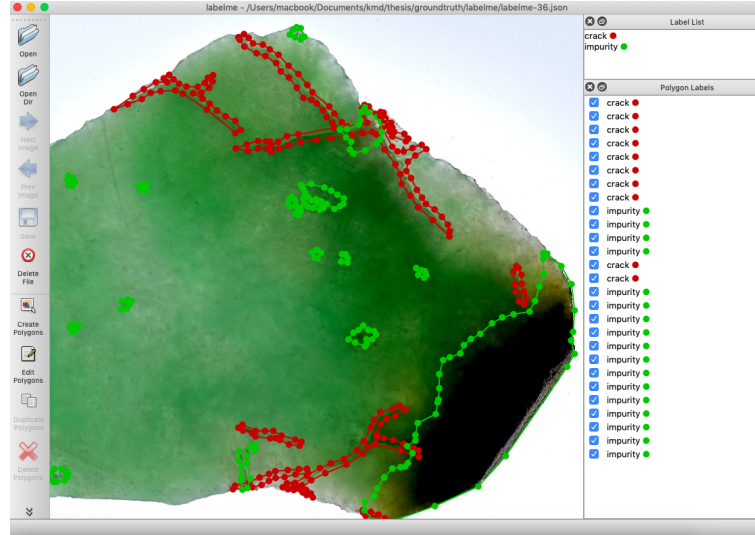 labelme - /Users/macbook/Documents/kmd/thesis/groundtruth/labelme/labelme-36.json
Open
Open
Dir
Next
Image
Prev
Image
Save
Delete
File
Create
Polygons
Edit
Polygons
Duplicate
Polygons
Delete
Polygons
Label List
crack
impurity
Polygon Labels
crack
crack
crack
crack
crack
crack
crack
crack
impurity
impurity
impurity
impurity
crack
crack
impurity
impurity
impurity
impurity
impurity
impurity
impurity
impurity
impurity
impurity
impurity
impurity
impurity